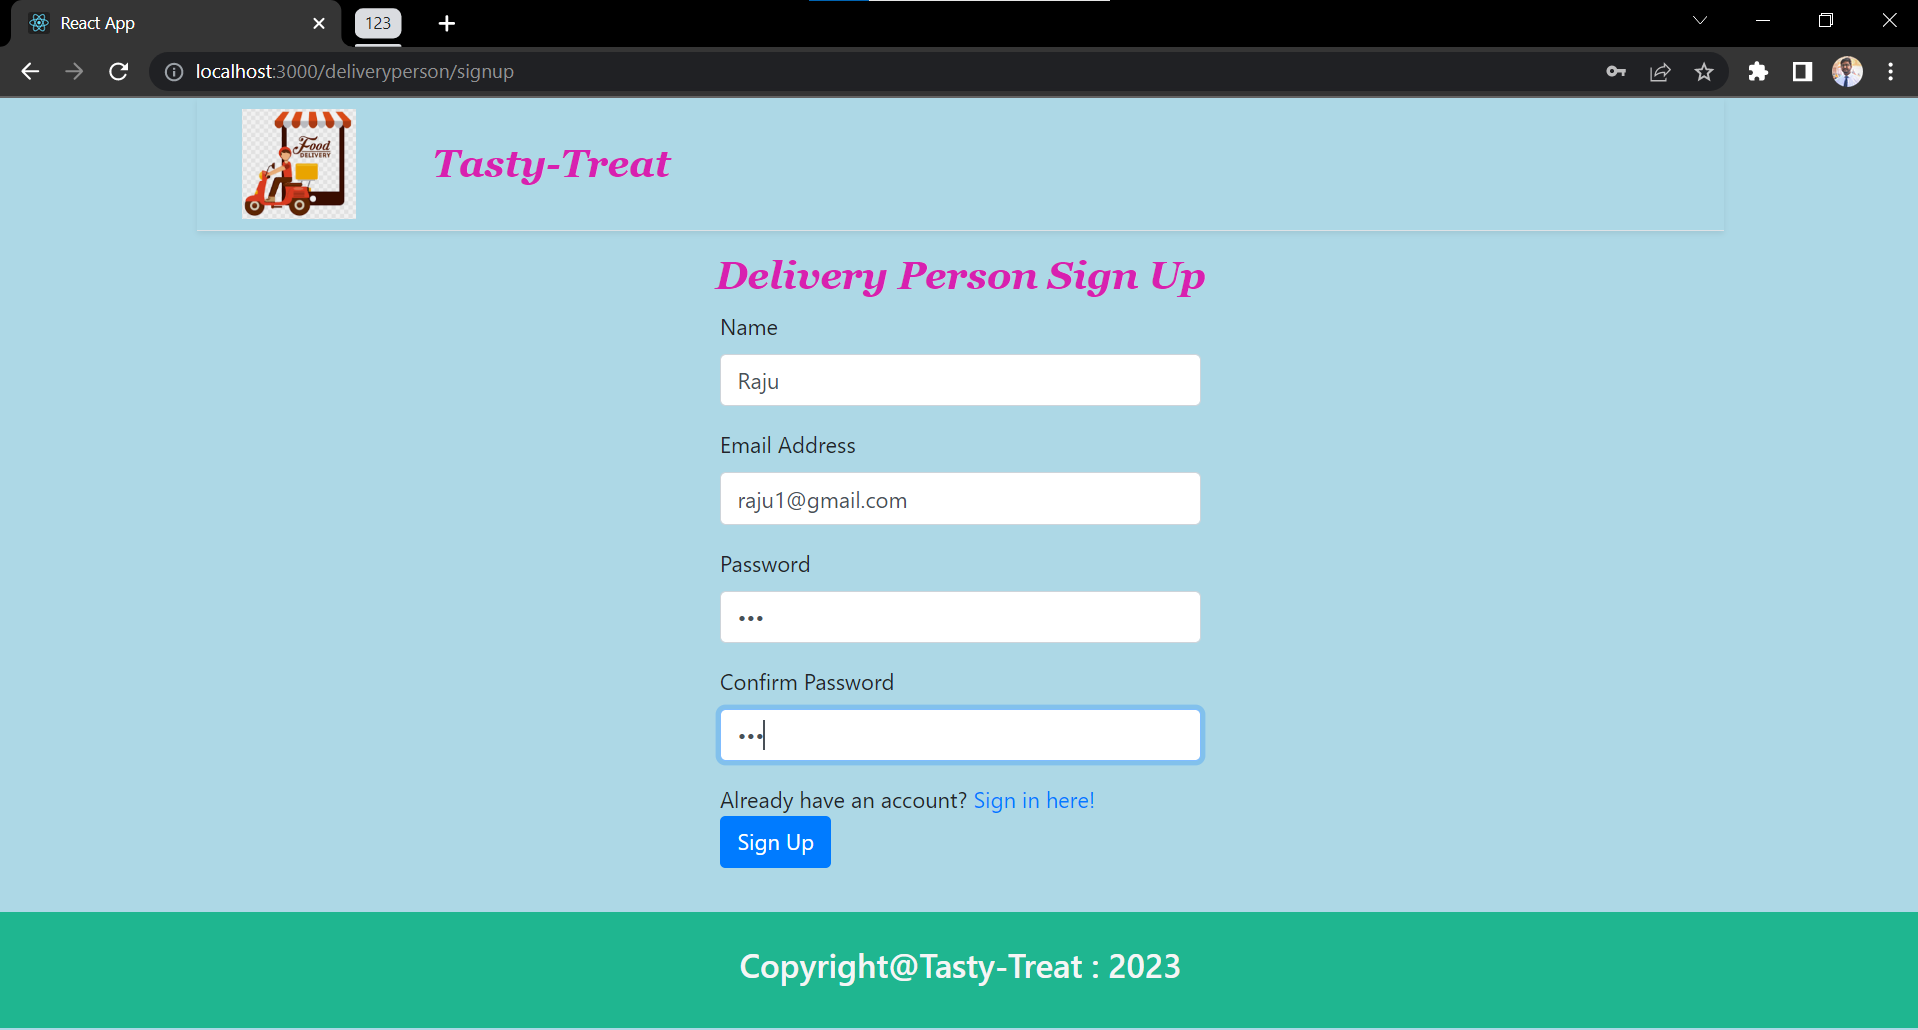 React App
123
localhost:3000/deliveryperson/signup
Food
DELIVERY
Tasty-Treat
Delivery Person Sign Up
Name
Raju
Email Address
raju1@gmail.com
Password
•••
Confirm Password
•••
Already have an account? Sign in here!
Sign Up
Copyright@Tasty-Treat : 2023